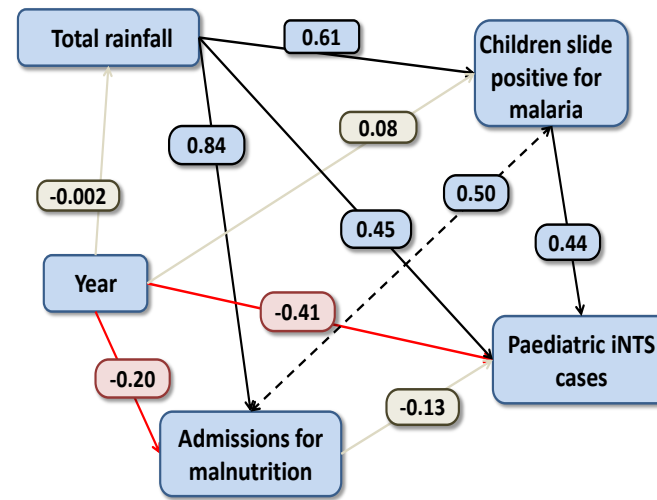 Total rainfall
0.61
Children slide
positive for
malaria
0.08
0.84
0.50
-0.002
0.45
0.44
Year
-0.41
Paediatric iNTS
cases
-0.20
-0.13
Admissions for
malnutrition